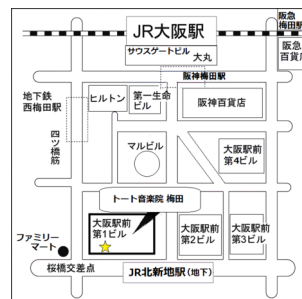 JR大阪駅
阪急
梅田駅
サウスゲートビル
大丸
阪急
百貨店
阪神梅田駅
地下鉄
西梅田駅
ヒルトン
第一生命
ビル
阪神百貨店
四ツ橋筋
マルビル
大阪駅前
第4ビル
トート音楽院 梅田
大阪駅前
第1ビル
大阪駅前
第2ビル
大阪駅前
第3ビル
ファミリー
マート
桜橋交差点
JR北新地駅(地下)